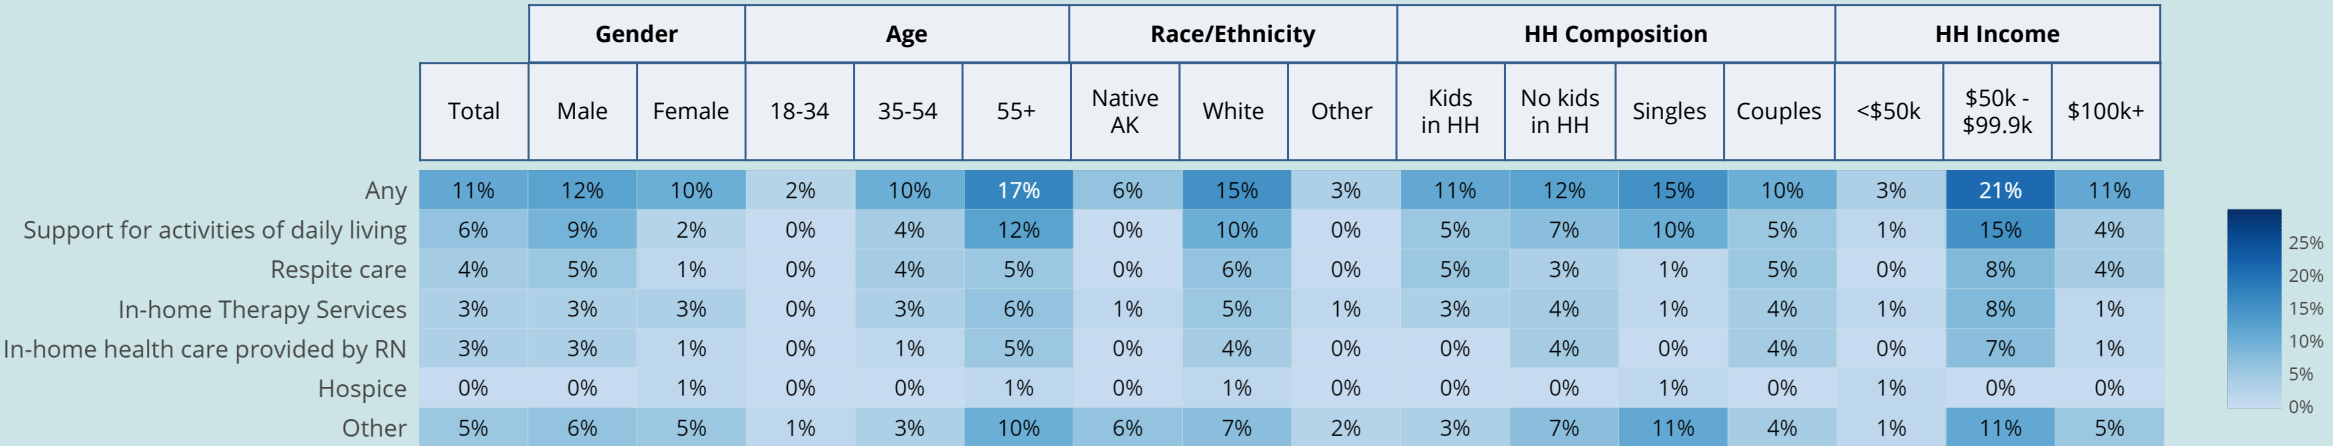 Gender Age Race/Ethnicity HH Composition HH Income
Total Male Female 18-34 35-54 55+ Native AK White Other Kids in HH No kids in HH Singles Couples <$50k $50k - $99.9k $100k+
Any 11% 12% 10% 2% 10% 17% 6% 15% 3% 11% 12% 15% 10% 3% 21% 11%
Support for activities of daily living 6% 9% 2% 0% 4% 12% 0% 10% 0% 5% 7% 10% 5% 1% 15% 4%
Respite care 4% 5% 1% 0% 4% 5% 0% 6% 0% 5% 3% 1% 5% 0% 8% 4%
In-home Therapy Services 3% 3% 3% 0% 3% 6% 1% 5% 1% 3% 4% 1% 4% 1% 8% 1%
In-home health care provided by RN 3% 3% 1% 0% 1% 5% 0% 4% 0% 0% 4% 0% 4% 0% 7% 1%
Hospice 0% 0% 1% 0% 0% 1% 0% 1% 0% 0% 0% 1% 0% 1% 0% 0%
Other 5% 6% 5% 1% 3% 10% 6% 7% 2% 3% 7% 11% 4% 1% 11% 5%
25%
20%
15%
10%
5%
0%